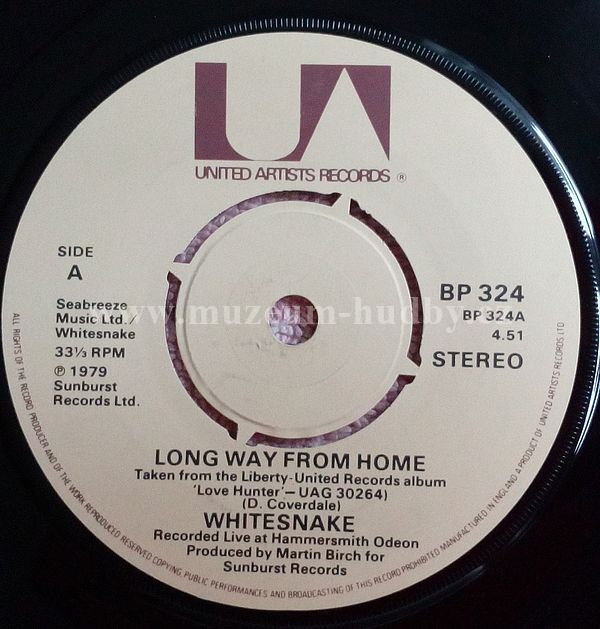 UA
UNITED ARTISTS RECORDS ®
SIDE
A
Seabreeze
Music Ltd./
Whitesnake
33⅓ RPM
Ⓟ 1979
Sunburst
Records Ltd.
BP 324
BP 324A
4.51
STEREO
www.muzeum-hudby.
LONG WAY FROM HOME
Taken from the Liberty-United Records album
‘Love Hunter’—UAG 30264)
(D. Coverdale)
WHITESNAKE
Recorded Live at Hammersmith Odeon
Produced by Martin Birch for
Sunburst Records
ALL RIGHTS OF THE RECORD PRODUCER AND OF THE OWNER OF THE WORK REPRODUCED RESERVED COPYING PUBLIC PERFORMANCES AND BROADCASTING OF THIS RECORD PROHIBITED MANUFACTURED IN ENGLAND A PRODUCT OF UNITED ARTISTS RECORDS LTD